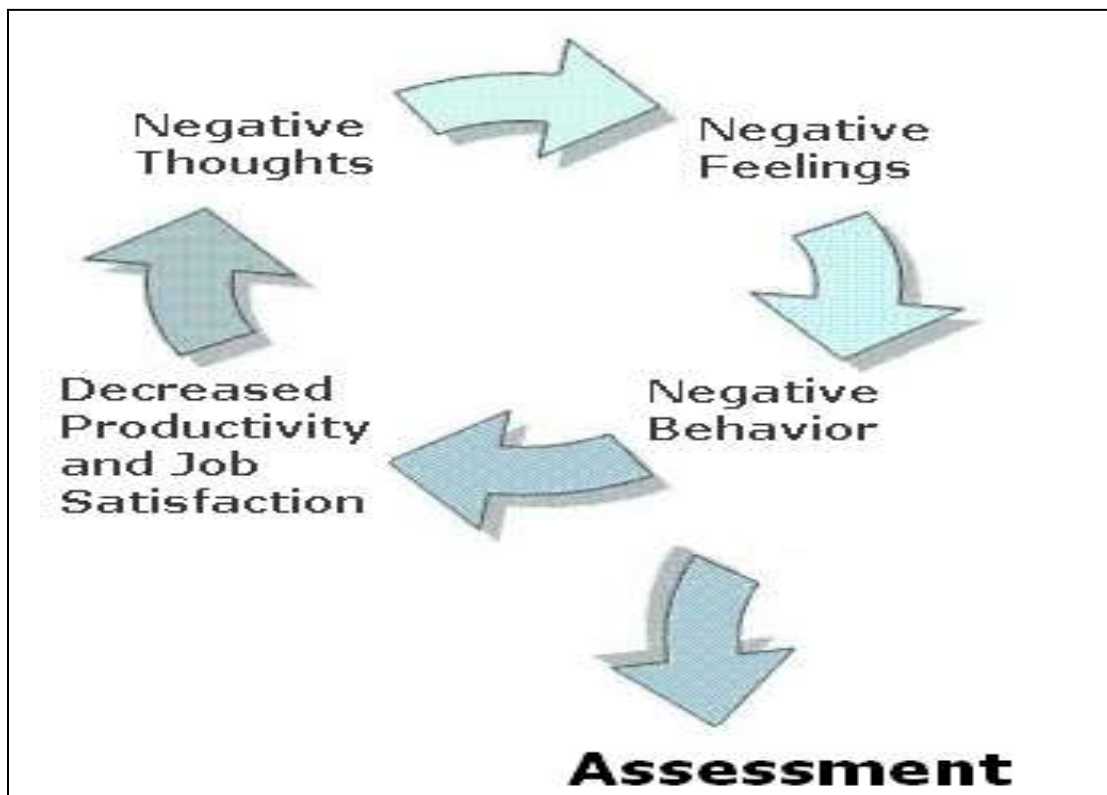 Negative
Thoughts
Negative
Feelings
Negative
Behavior
Decreased
Productivity
and Job
Satisfaction
Assessment